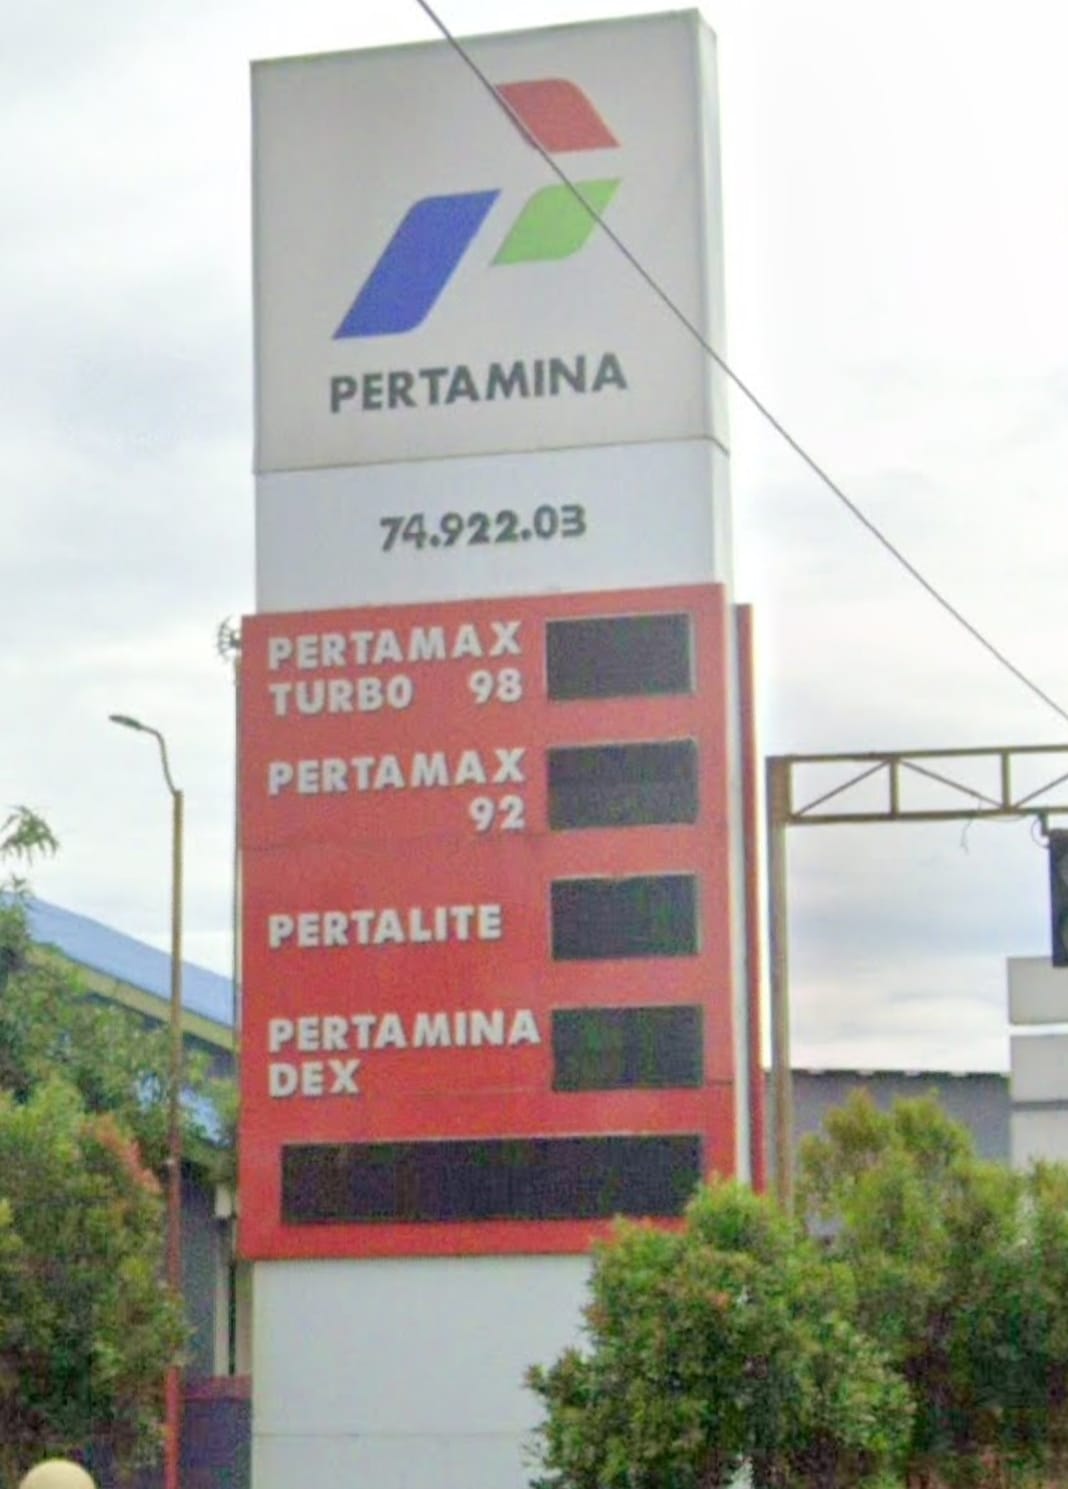 PERTAMINA
74.922.03
PERTAMAX
TURBO 98
PERTAMAX
92
PERTALITE
PERTAMINA
DEX